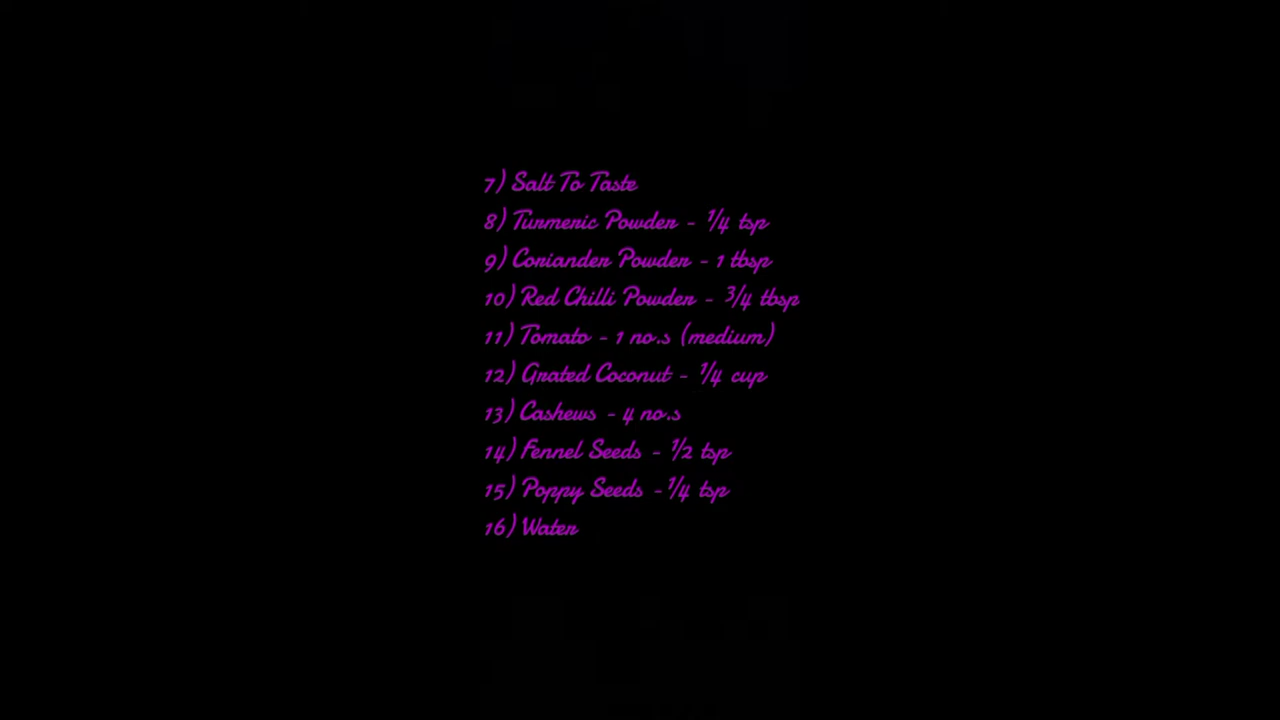 7) Salt To Taste
8) Turmeric Powder - 1/4 tsp
9) Coriander Powder - 1 tbsp
10) Red Chilli Powder - 3/4 tbsp
11) Tomato - 1 no.s (medium)
12) Grated Coconut - 1/4 cup
13) Cashews - 4 no.s
14) Fennel Seeds - 1/2 tsp
15) Poppy Seeds - 1/4 tsp
16) Water